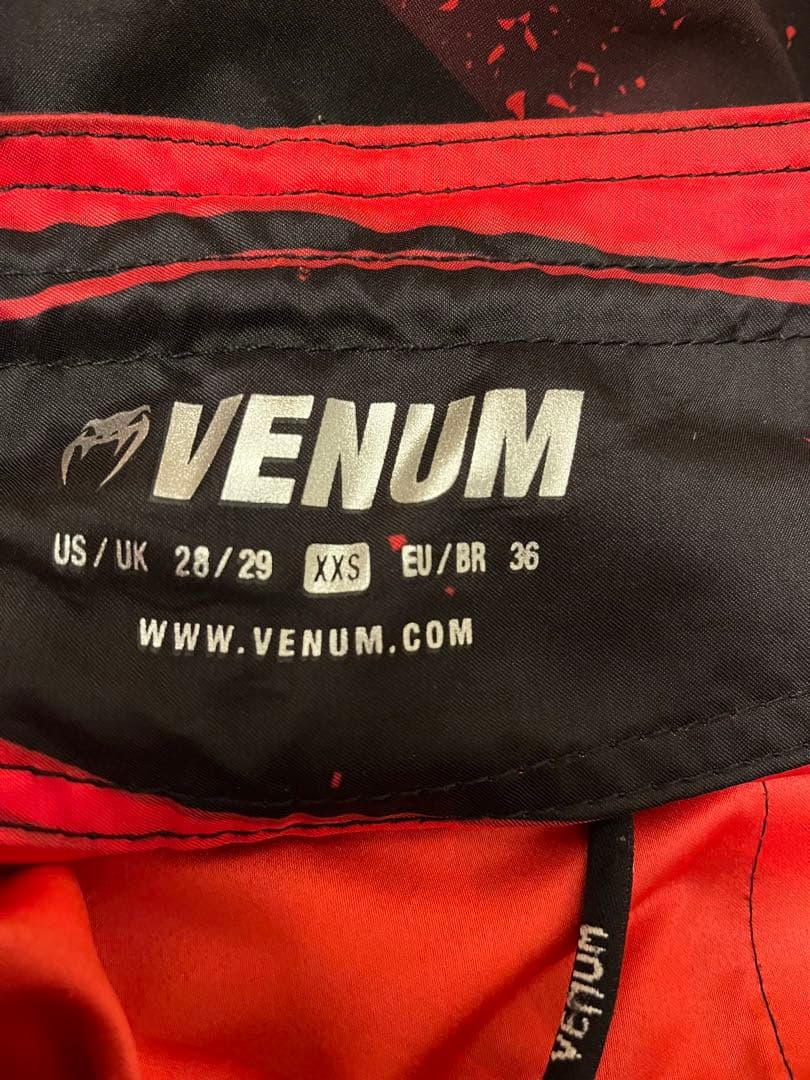 VENUM
US / UK 28 / 29 XXS EU / BR 36
WWW.VENUM.COM
VENUM